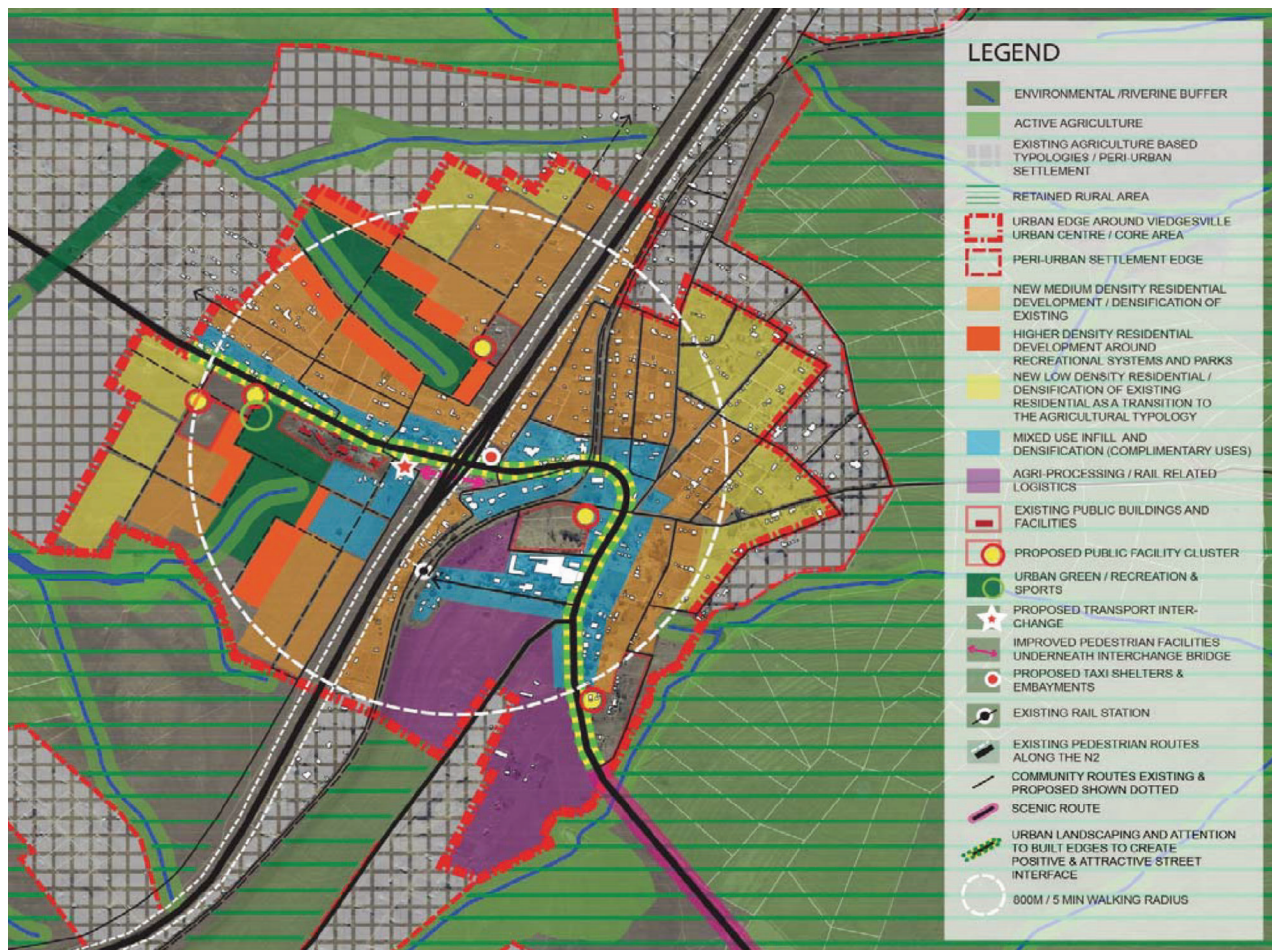 LEGEND
ENVIRONMENTAL /RIVERINE BUFFER
ACTIVE AGRICULTURE
EXISTING AGRICULTURE BASED
TYPOLOGIES / PERI-URBAN
SETTLEMENT
RETAINED RURAL AREA
URBAN EDGE AROUND VIEDGESVILLE
URBAN CENTRE / CORE AREA
PERI-URBAN SETTLEMENT EDGE
NEW MEDIUM DENSITY RESIDENTIAL
DEVELOPMENT / DENSIFICATION OF
EXISTING
HIGHER DENSITY RESIDENTIAL
DEVELOPMENT AROUND
RECREATIONAL SYSTEMS AND PARKS
NEW LOW DENSITY RESIDENTIAL /
DENSIFICATION OF EXISTING
RESIDENTIAL AS A TRANSITION TO
THE AGRICULTURAL TYPOLOGY
MIXED USE INFILL AND
DENSIFICATION (COMPLIMENTARY USES)
AGRI-PROCESSING / RAIL RELATED
LOGISTICS
EXISTING PUBLIC BUILDINGS AND
FACILITIES
PROPOSED PUBLIC FACILITY CLUSTER
URBAN GREEN / RECREATION &
SPORTS
PROPOSED TRANSPORT INTER-
CHANGE
IMPROVED PEDESTRIAN FACILITIES
UNDERNEATH INTERCHANGE BRIDGE
PROPOSED TAXI SHELTERS &
EMBAYMENTS
EXISTING RAIL STATION
EXISTING PEDESTRIAN ROUTES
ALONG THE N2
COMMUNITY ROUTES EXISTING &
PROPOSED SHOWN DOTTED
SCENIC ROUTE
URBAN LANDSCAPING AND ATTENTION
TO BUILT EDGES TO CREATE
POSITIVE & ATTRACTIVE STREET
INTERFACE
800M / 5 MIN WALKING RADIUS